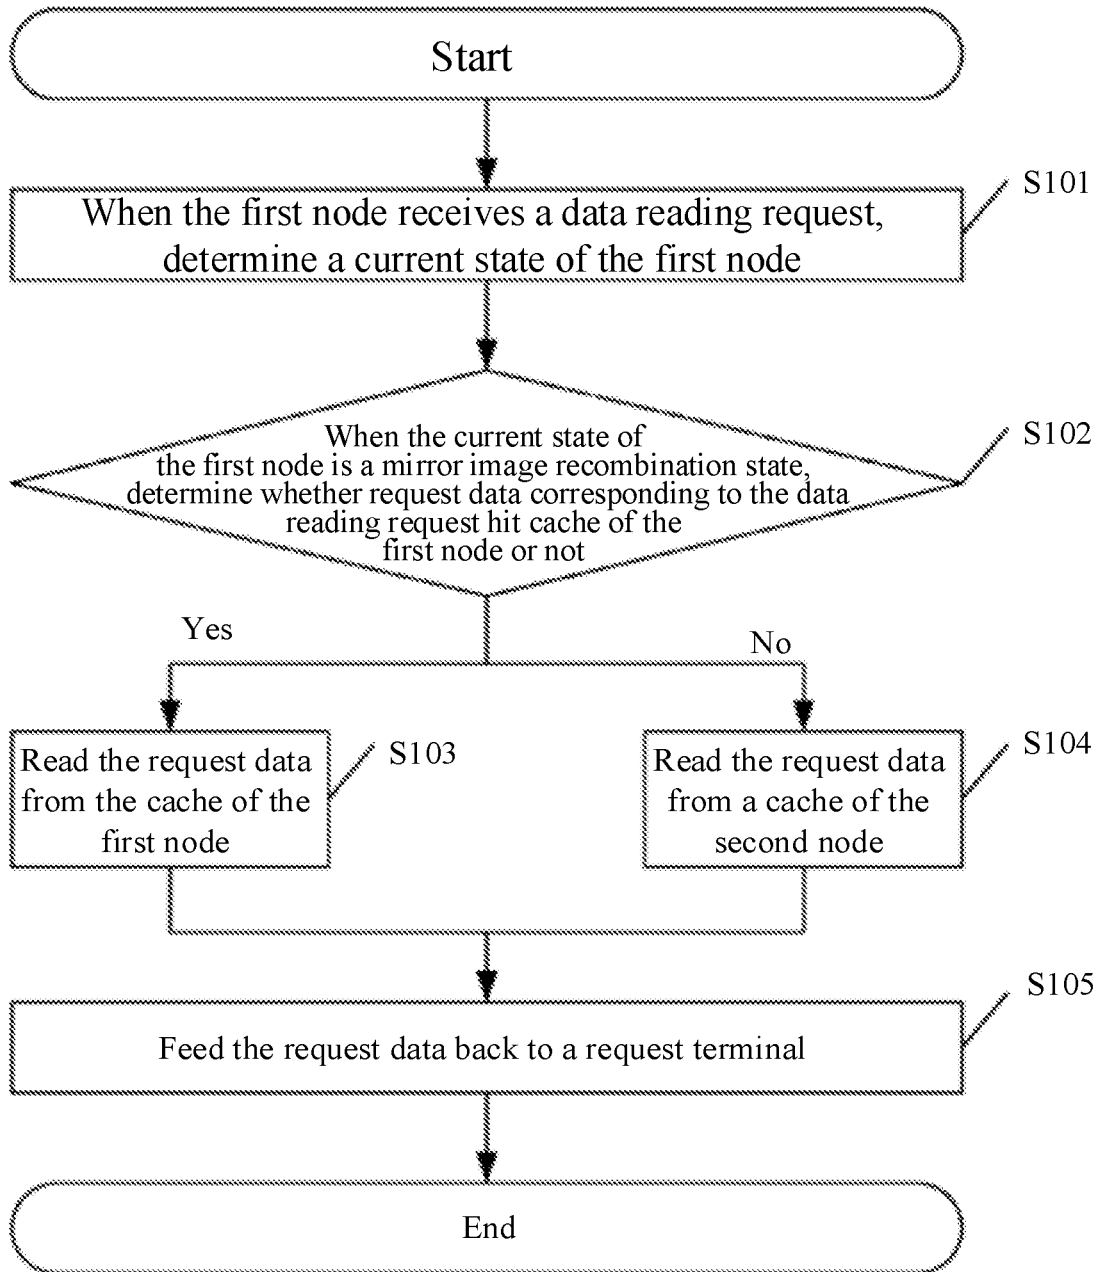 Start
S101
When the first node receives a data reading request,
determine a current state of the first node
S102
When the current state of
the first node is a mirror image recombination state,
determine whether request data corresponding to the data
reading request hit cache of the
first node or not
Yes
No
Read the request data
from the cache of the
first node
S103
Read the request data
from a cache of the
second node
S104
S105
Feed the request data back to a request terminal
End